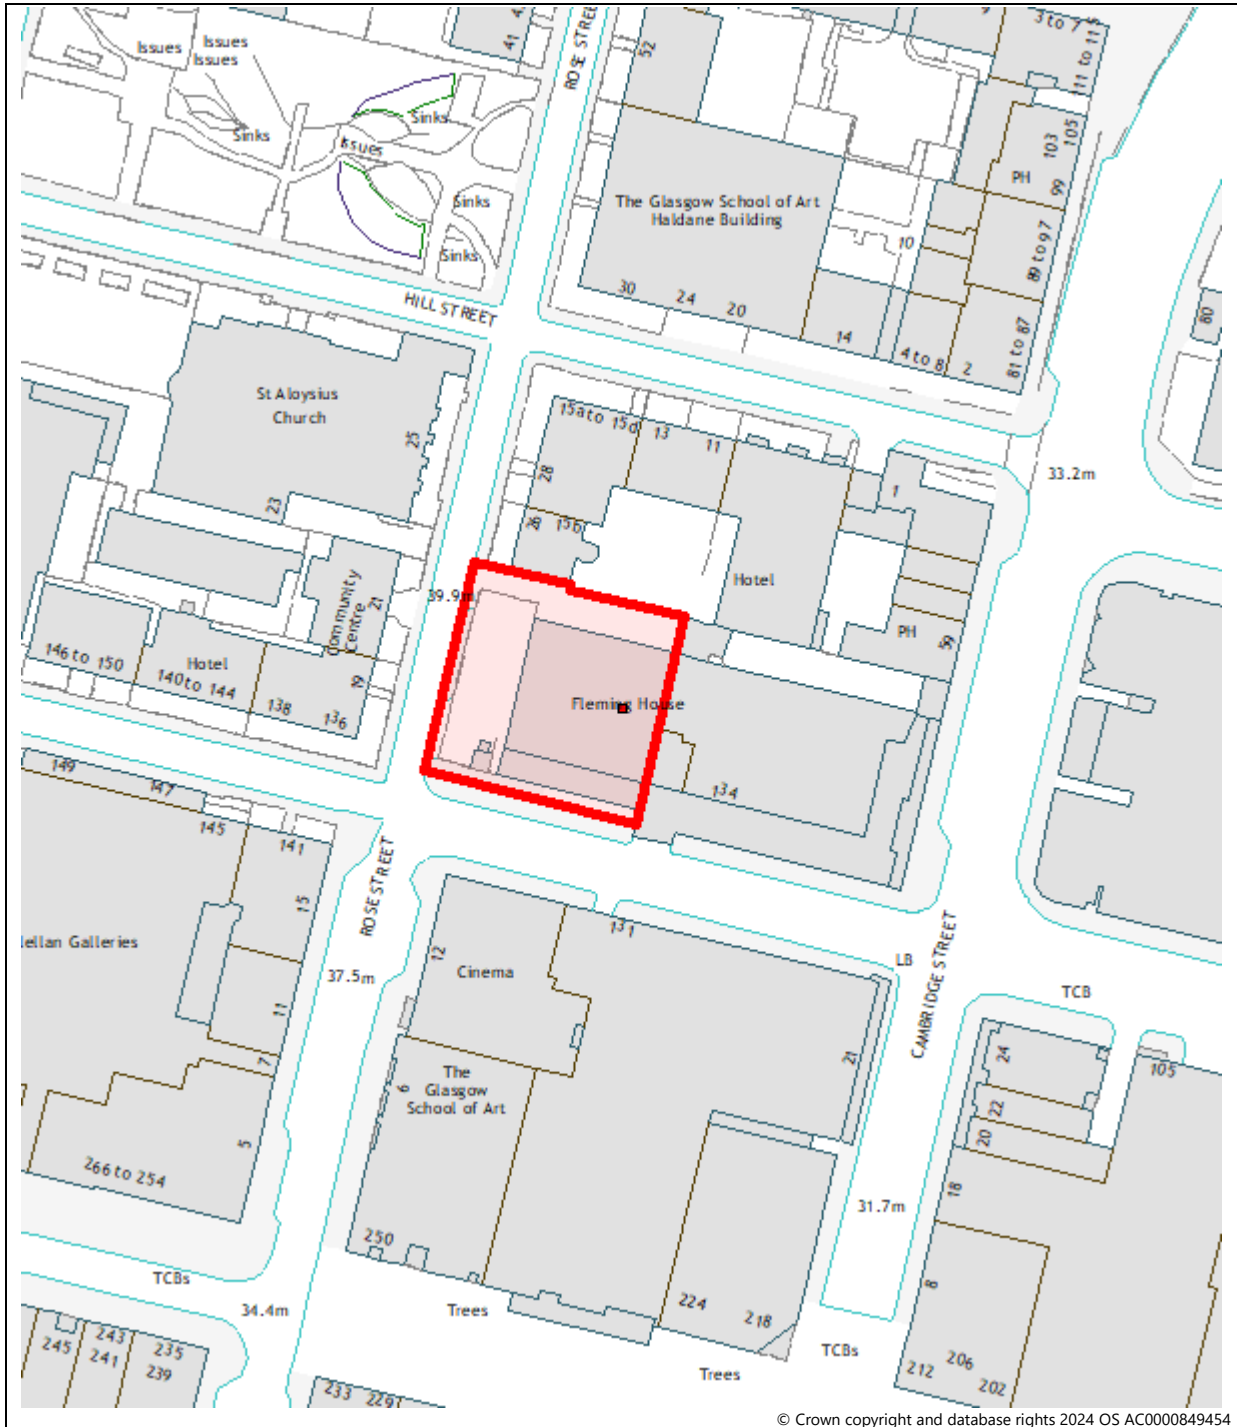 ROSE STREE
41
52
3 to 7
11 to 115
Issues
Issues
Issues
Sinks
Sinks
Issues
Sinks
Sinks
103
105
PH
99
The Glasgow School of Art
Haldane Building
10
89 to 97
30
24
20
14
4 to 8
2
81 to 87
80
HILL STREET
St Aloysius
Church
25
23
15a to 15d
13
11
28
26
15b
1
33.2m
Hotel
PH
59
39.9m
Community
Centre
21
19
146 to 150
Hotel
140 to 144
138
136
Fleming House
134
149
147
145
141
15
ROSE STREET
lellan Galleries
11
7
5
266 to 254
37.5m
12
Cinema
131
LB
CAMBRIDGE STREET
TCB
24
22
20
105
The
Glasgow
School of Art
6
21
18
8
31.7m
250
TCBs
34.4m
Trees
224
218
TCBs
Trees
212
206
202
245
243
241
235
239
233
229
© Crown copyright and database rights 2024 OS AC0000849454